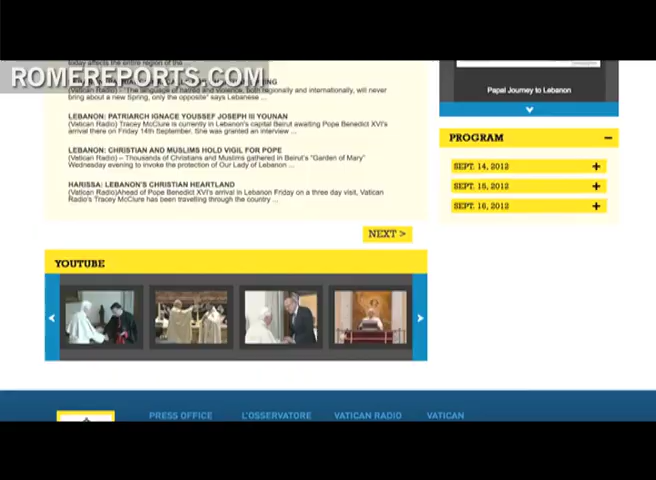 today affects the entire region of the ...
ROMEREPORTS.COM
(Vatican Radio) - "The language of hatred and violence, both regionally and internationally, will never
bring about a new Spring, only the opposite" says Lebanese ...
LEBANON: PATRIARCH IGNACE YOUSSEF JOSEPH III YOUNAN
(Vatican Radio) Tracey McClure is currently in Lebanon's capital Beirut awaiting Pope Benedict XVI's
arrival there on Friday 14th September. She was granted an interview ...
LEBANON: CHRISTIAN AND MUSLIMS HOLD VIGIL FOR POPE
(Vatican Radio) – Thousands of Christians and Muslims gathered in Beirut's "Garden of Mary"
Wednesday evening to invoke the protection of Our Lady of Lebanon ...
HARISSA: LEBANON'S CHRISTIAN HEARTLAND
(Vatican Radio)Ahead of Pope Benedict XVI's arrival in Lebanon Friday on a three day visit, Vatican
Radio's Tracey McClure has been travelling through the country ...
NEXT >
Papal Journey to Lebanon
PROGRAM
SEPT. 14, 2012
SEPT. 15, 2012
SEPT. 16, 2012
YOUTUBE
PRESS OFFICE
L'OSSERVATORE
VATICAN RADIO
VATICAN